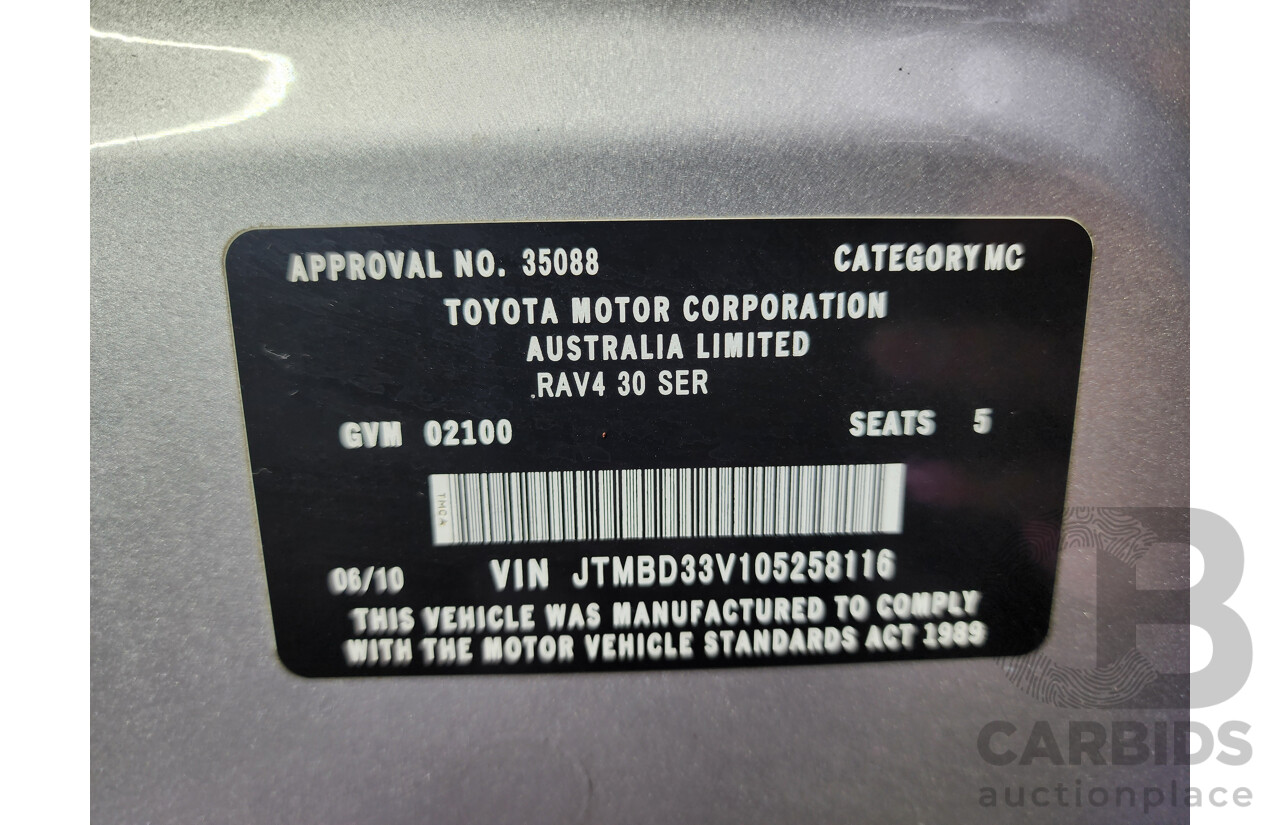 APPROVAL NO. 35088 CATEGORY MC
TOYOTA MOTOR CORPORATION
AUSTRALIA LIMITED
RAV4 30 SER
GVM 02100 SEATS 5
TMC★
06/10 VIN JTMBD33V105258116
THIS VEHICLE WAS MANUFACTURED TO COMPLY
WITH THE MOTOR VEHICLE STANDARDS ACT 1989
CARBIDS
auctionplace